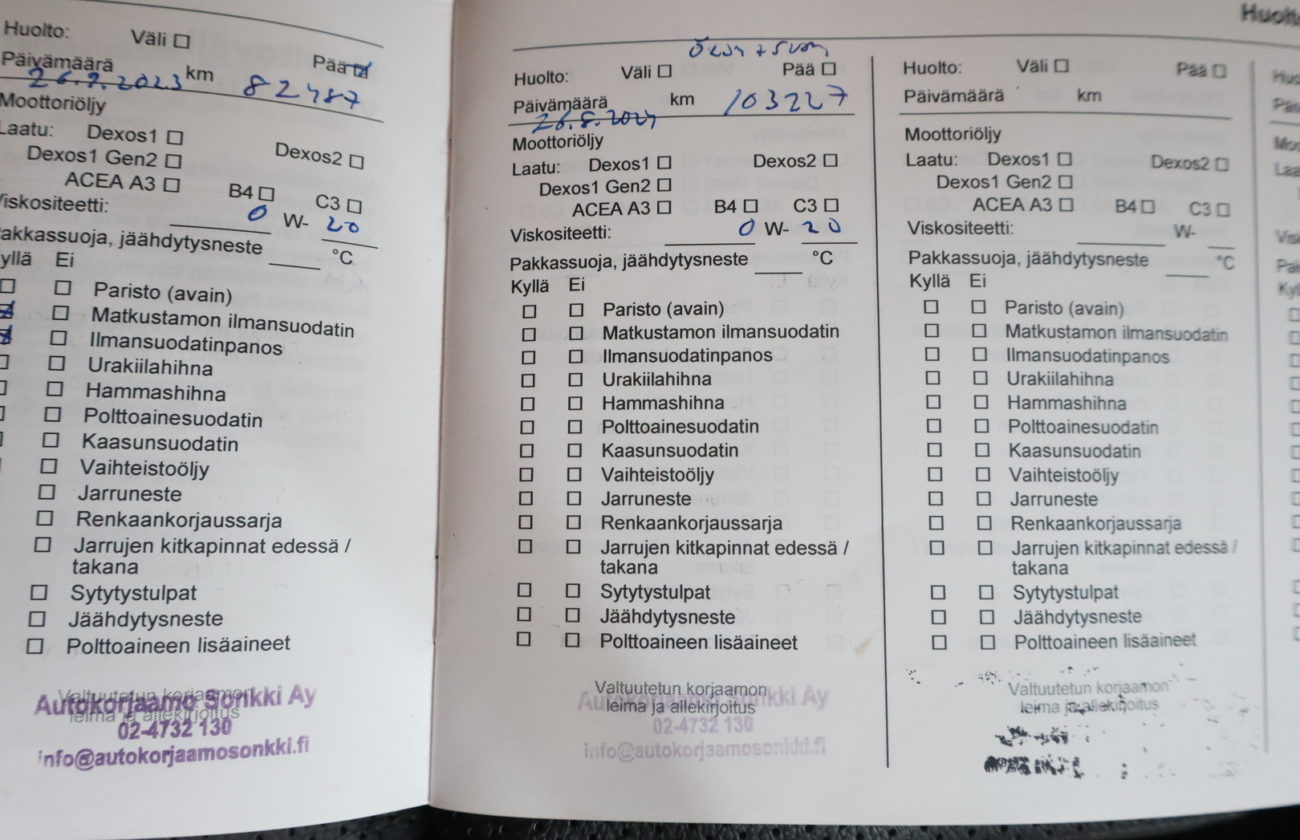 Huolto: Väli ☐ Pää ☑
Päivämäärä km
26.9.2023 82487
Moottoriöljy
Laatu: Dexos1 ☐ Dexos2 ☐
Dexos1 Gen2 ☐
ACEA A3 ☐ B4 ☐ C3 ☐
Viskositeetti: 0 W- 20
Pakkassuoja, jäähdytysneste °C
Kyllä Ei
☐ ☐ Paristo (avain)
☑ ☐ Matkustamon ilmansuodatin
☑ ☐ Ilmansuodatinpanos
☐ ☐ Urakiilahihna
☐ ☐ Hammashihna
☐ ☐ Polttoainesuodatin
☐ ☐ Kaasunsuodatin
☐ Vaihteistoöljy
☐ Jarruneste
☐ Renkaankorjaussarja
☐ Jarrujen kitkapinnat edessä /
takana
☐ Sytytystulpat
☐ Jäähdytysneste
☐ Polttoaineen lisäaineet
Valtuutetun korjaamon
leima ja allekirjoitus
Autokorjaamo Sonkki Ay
02-4732 130
info@autokorjaamosonkki.fi
Huolto: Väli ☐ Pää ☐
Päivämäärä km 103227
26.8.2024
Moottoriöljy
Laatu: Dexos1 ☐ Dexos2 ☐
Dexos1 Gen2 ☐
ACEA A3 ☐ B4 ☐ C3 ☐
Viskositeetti: 0 W- 20
Pakkassuoja, jäähdytysneste °C
Kyllä Ei
☐ ☐ Paristo (avain)
☐ ☐ Matkustamon ilmansuodatin
☐ ☐ Ilmansuodatinpanos
☐ ☐ Urakiilahihna
☐ ☐ Hammashihna
☐ ☐ Polttoainesuodatin
☐ ☐ Kaasunsuodatin
☐ ☐ Vaihteistoöljy
☐ ☐ Jarruneste
☐ ☐ Renkaankorjaussarja
☐ ☐ Jarrujen kitkapinnat edessä /
takana
☐ ☐ Sytytystulpat
☐ ☐ Jäähdytysneste
☐ ☐ Polttoaineen lisäaineet
Valtuutetun korjaamon
leima ja allekirjoitus
Autokorjaamo Sonkki Ay
02-4732 130
info@autokorjaamosonkki.fi
Huolto: Väli ☐ Pää ☐
Päivämäärä km
Moottoriöljy
Laatu: Dexos1 ☐ Dexos2 ☐
Dexos1 Gen2 ☐
ACEA A3 ☐ B4 ☐ C3 ☐
Viskositeetti: W-
Pakkassuoja, jäähdytysneste °C
Kyllä Ei
☐ ☐ Paristo (avain)
☐ ☐ Matkustamon ilmansuodatin
☐ ☐ Ilmansuodatinpanos
☐ ☐ Urakiilahihna
☐ ☐ Hammashihna
☐ ☐ Polttoainesuodatin
☐ ☐ Kaasunsuodatin
☐ ☐ Vaihteistoöljy
☐ ☐ Jarruneste
☐ ☐ Renkaankorjaussarja
☐ ☐ Jarrujen kitkapinnat edessä /
takana
☐ ☐ Sytytystulpat
☐ ☐ Jäähdytysneste
☐ ☐ Polttoaineen lisäaineet
Valtuutetun korjaamon
leima ja allekirjoitus